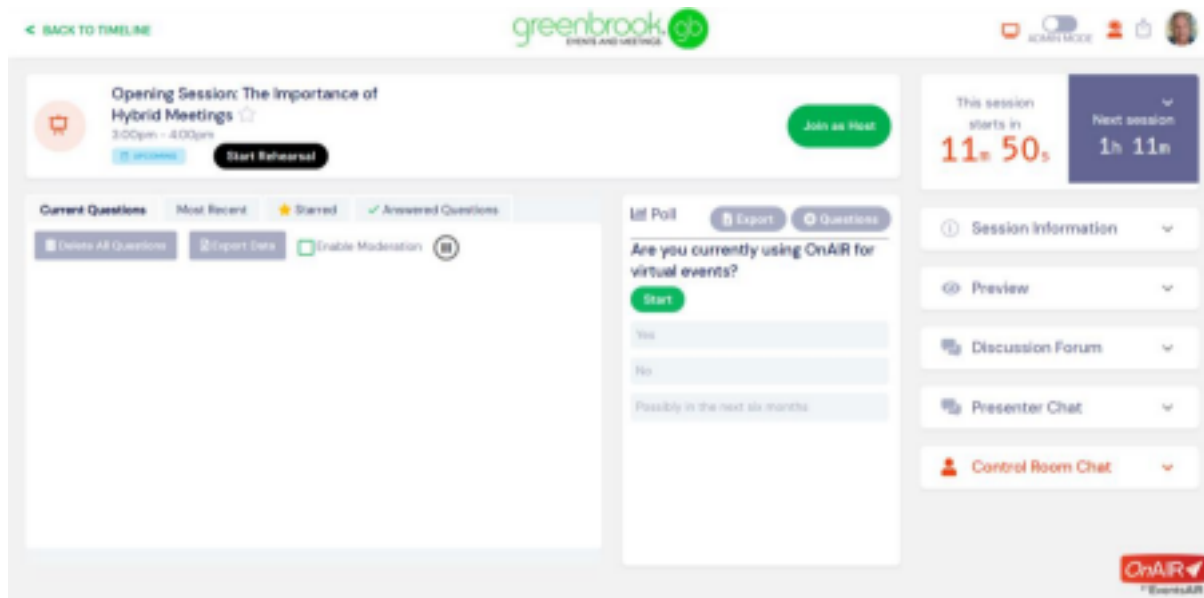 < BACK TO TIMELINE
greenbrook. gb
EVENTS AND MEETINGS
ADMIN MODE
Opening Session: The Importance of
Hybrid Meetings
3:00pm - 4:00pm
UPCOMING
Start Rehearsal
Join as Host
This session
starts in
11m 50s
Next session
1h 11m
Current Questions
Most Recent
Starred
Answered Questions
Delete All Questions
Export Data
Enable Moderation
Poll
Export
Questions
Are you currently using OnAIR for
virtual events?
Start
Yes
No
Possibly in the next six months
Session Information
Preview
Discussion Forum
Presenter Chat
Control Room Chat
OnAIR
EventsAIR